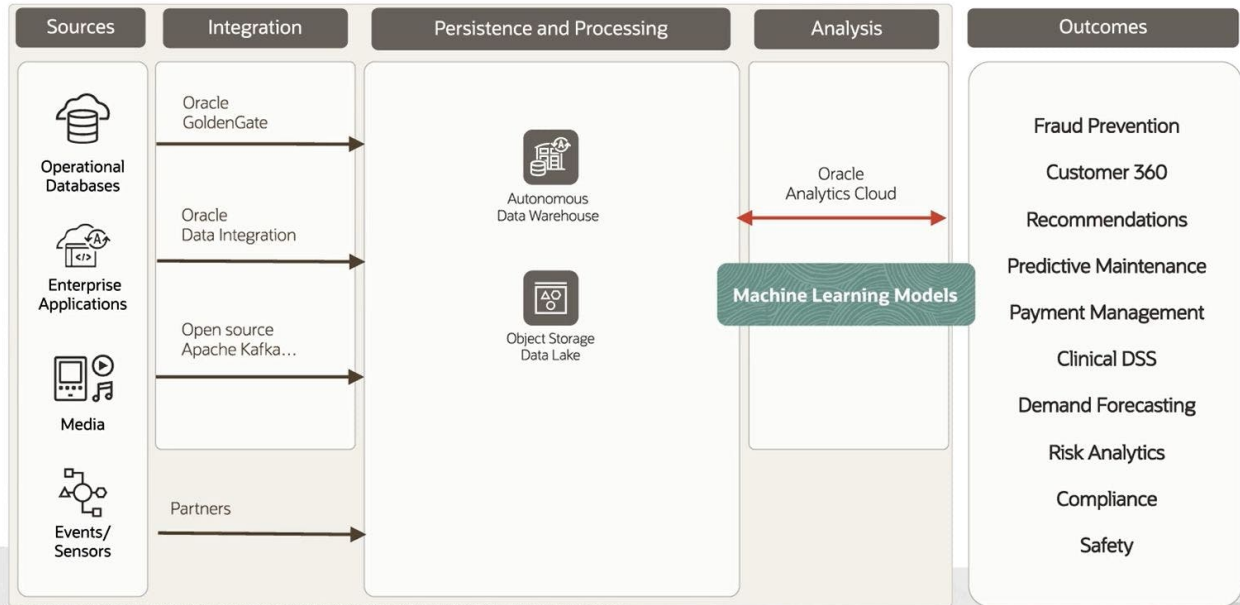 Sources
Integration
Persistence and Processing
Analysis
Outcomes
Operational
Databases
Enterprise
Applications
Media
Events/
Sensors
Oracle
GoldenGate
Oracle
Data Integration
Open source
Apache Kafka...
Partners
Autonomous
Data Warehouse
Object Storage
Data Lake
Oracle
Analytics Cloud
Machine Learning Models
Fraud Prevention
Customer 360
Recommendations
Predictive Maintenance
Payment Management
Clinical DSS
Demand Forecasting
Risk Analytics
Compliance
Safety